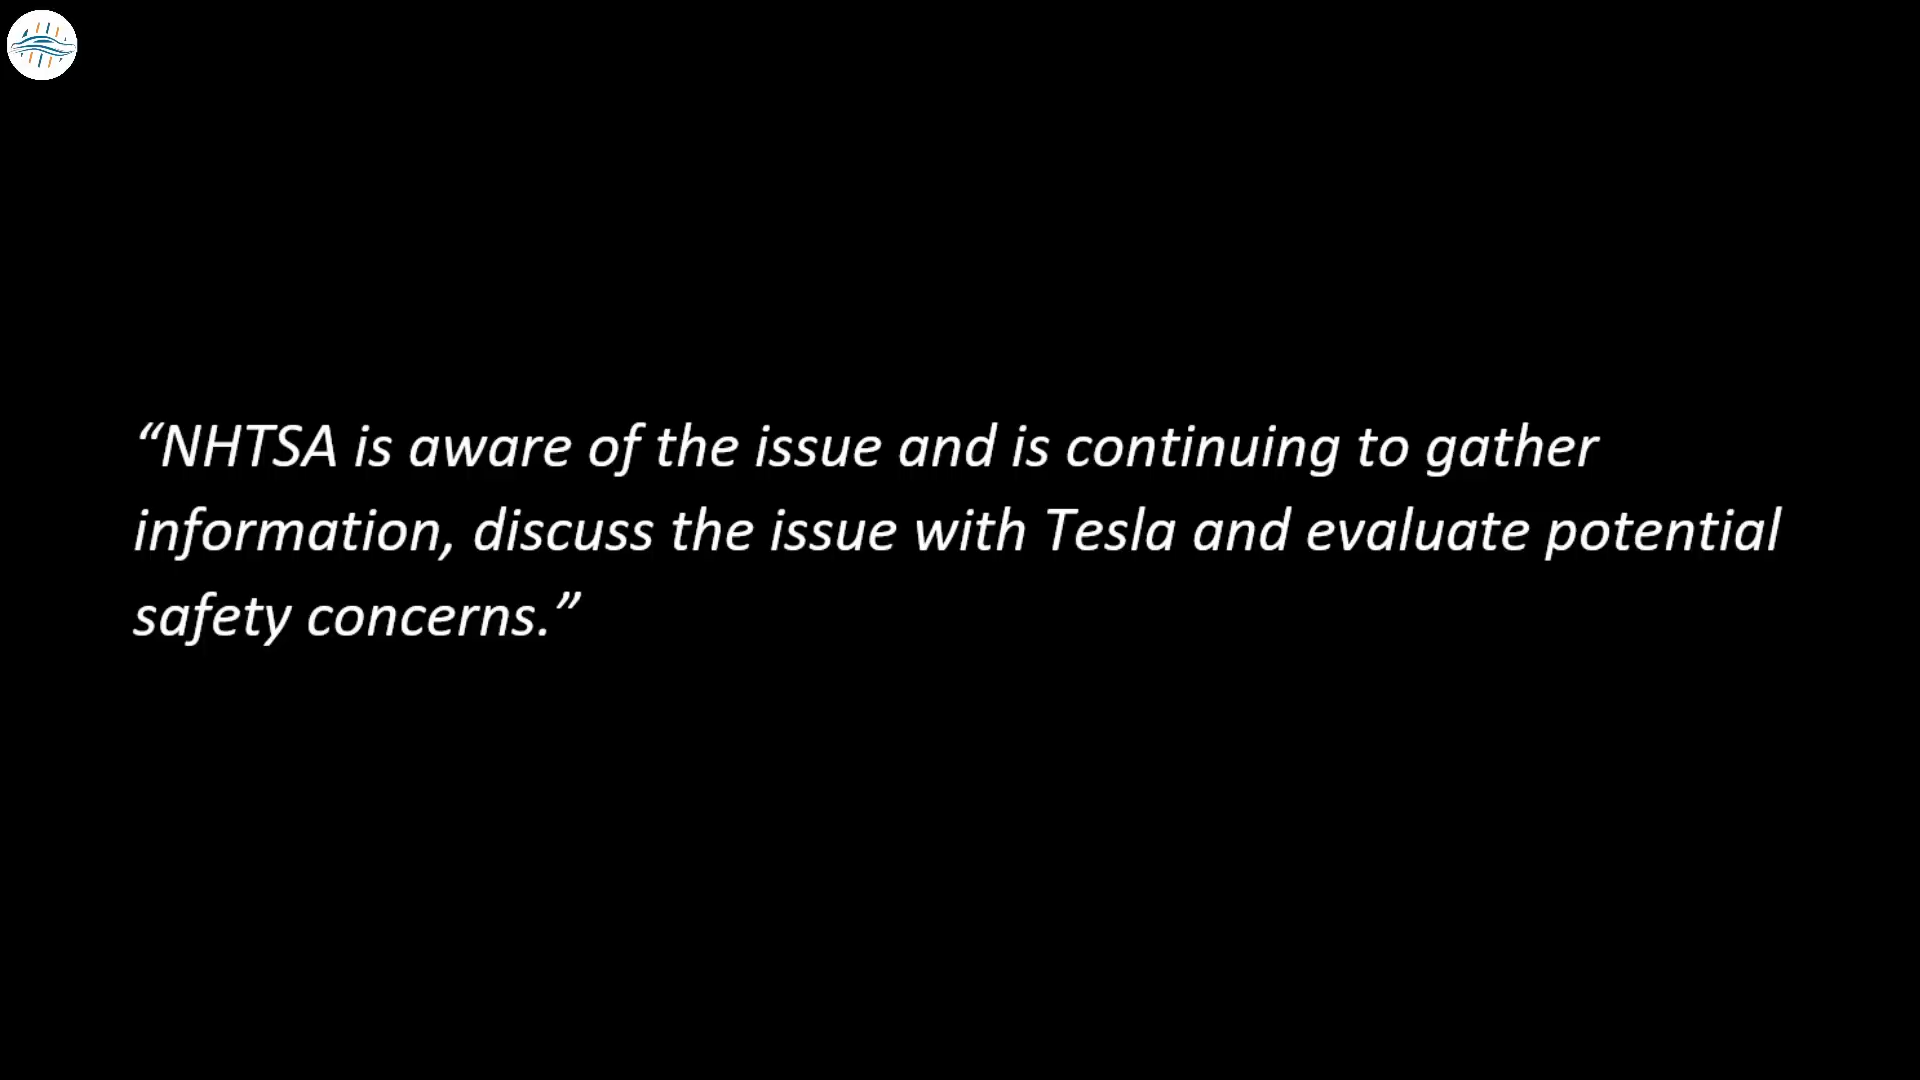 “NHTSA is aware of the issue and is continuing to gather
information, discuss the issue with Tesla and evaluate potential
safety concerns.”